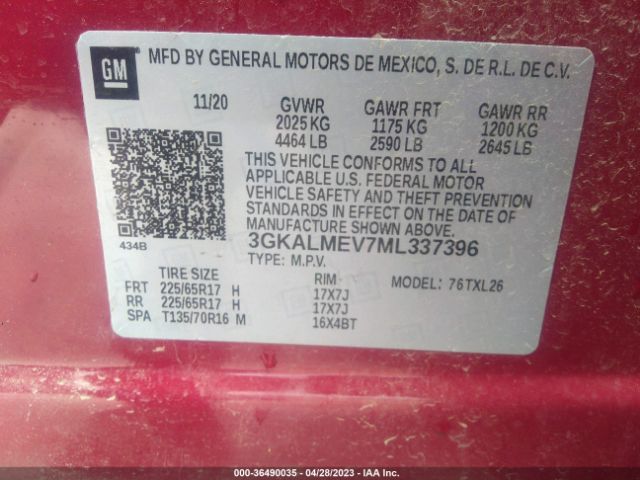 GM
MFD BY GENERAL MOTORS DE MEXICO, S. DE R.L. DE C.V.
11/20 GVWR GAWR FRT GAWR RR
2025 KG 1175 KG 1200 KG
4464 LB 2590 LB 2645 LB
THIS VEHICLE CONFORMS TO ALL
APPLICABLE U.S. FEDERAL MOTOR
VEHICLE SAFETY AND THEFT PREVENTION
STANDARDS IN EFFECT ON THE DATE OF
MANUFACTURE SHOWN ABOVE.
434B
3GKALMEV7ML337396
TYPE: M.P.V.
TIRE SIZE RIM MODEL: 76TXL26
FRT 225/65R17 H 17X7J
RR 225/65R17 H 17X7J
SPA T135/70R16 M 16X4BT
000-36490035 - 04/28/2023 - IAA Inc.